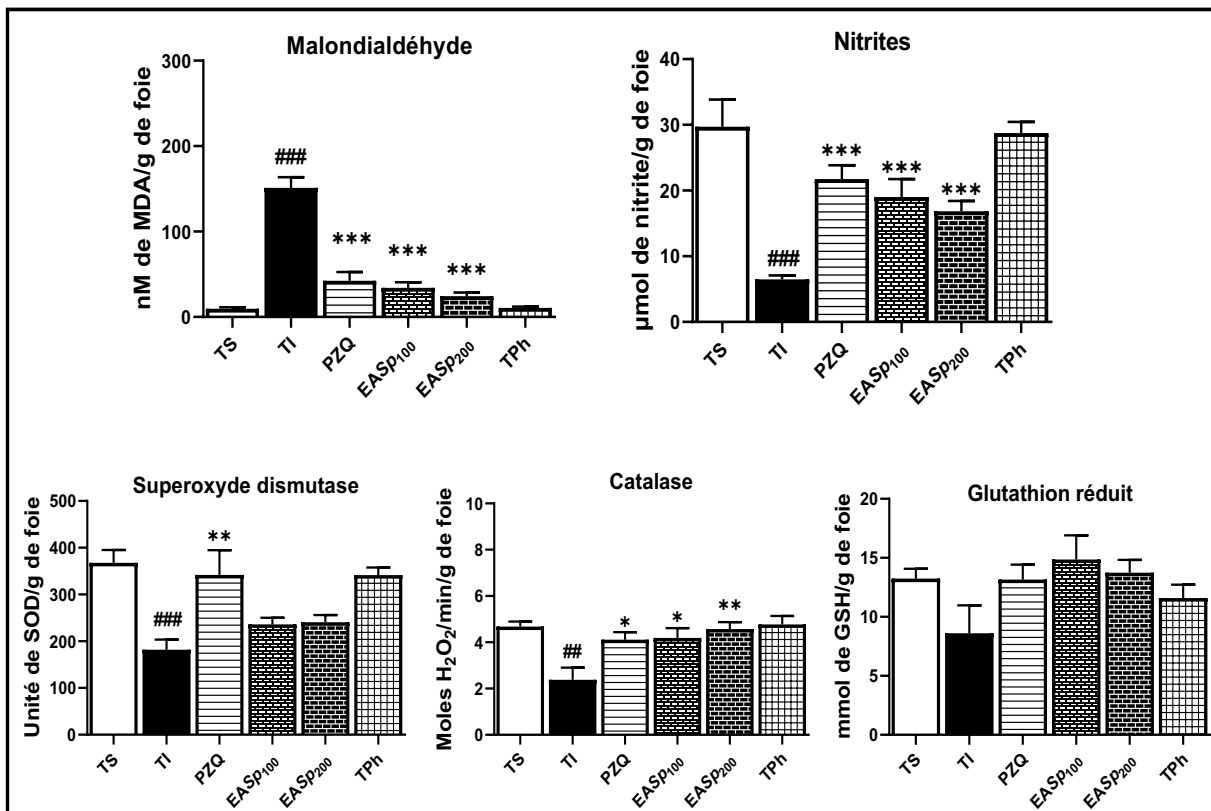 Malondialdéhyde
nM de MDA/g de foie
300
200
100
0
###
***
***
***
TS
TI
PZQ
EASp₁₀₀
EASp₂₀₀
TPh
Nitrites
µmol de nitrite/g de foie
40
30
20
10
0
###
***
***
***
TS
TI
PZQ
EASp₁₀₀
EASp₂₀₀
TPh
Superoxyde dismutase
Unité de SOD/g de foie
500
400
300
200
100
0
###
**
TS
TI
PZQ
EASp₁₀₀
EASp₂₀₀
TPh
Catalase
Moles H₂O₂/min/g de foie
10
8
6
4
2
0
##
*
*
**
TS
TI
PZQ
EASp₁₀₀
EASp₂₀₀
TPh
Glutathion réduit
mmol de GSH/g de foie
20
15
10
5
0
TS
TI
PZQ
EASp₁₀₀
EASp₂₀₀
TPh